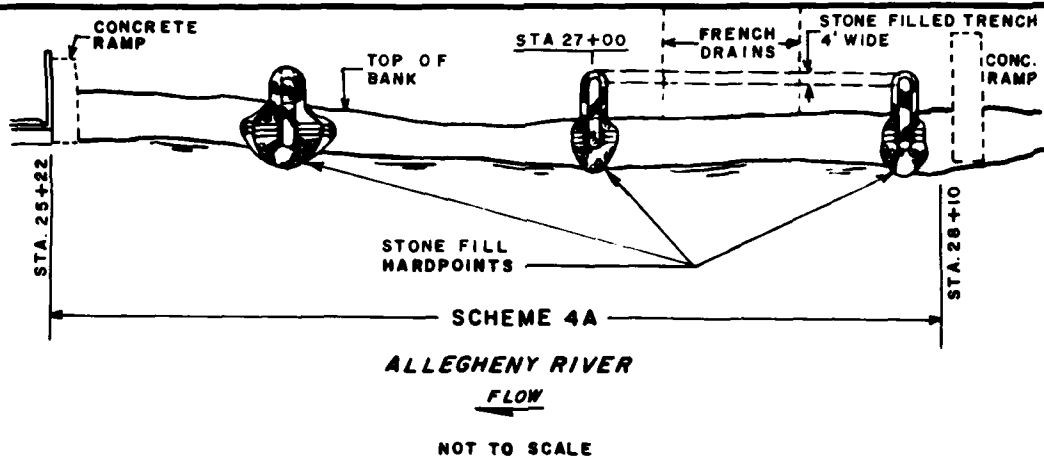 CONCRETE
RAMP
TOP OF
BANK
STA 27+00
FRENCH
DRAINS
STONE FILLED TRENCH
4' WIDE
CONC.
RAMP
STA. 25+22
STONE FILL
HARDPOINTS
STA. 28+10
SCHEME 4A
ALLEGHENY RIVER
FLOW
NOT TO SCALE